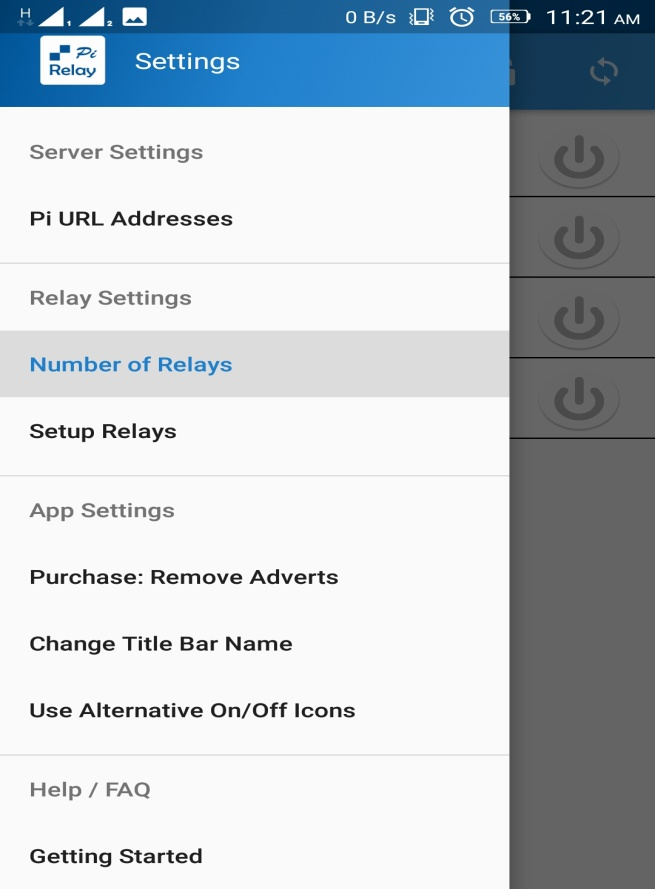 H 1 2 0 B/s 56% 11:21 AM
Pi
Relay
Settings
Server Settings
Pi URL Addresses
Relay Settings
Number of Relays
Setup Relays
App Settings
Purchase: Remove Adverts
Change Title Bar Name
Use Alternative On/Off Icons
Help / FAQ
Getting Started